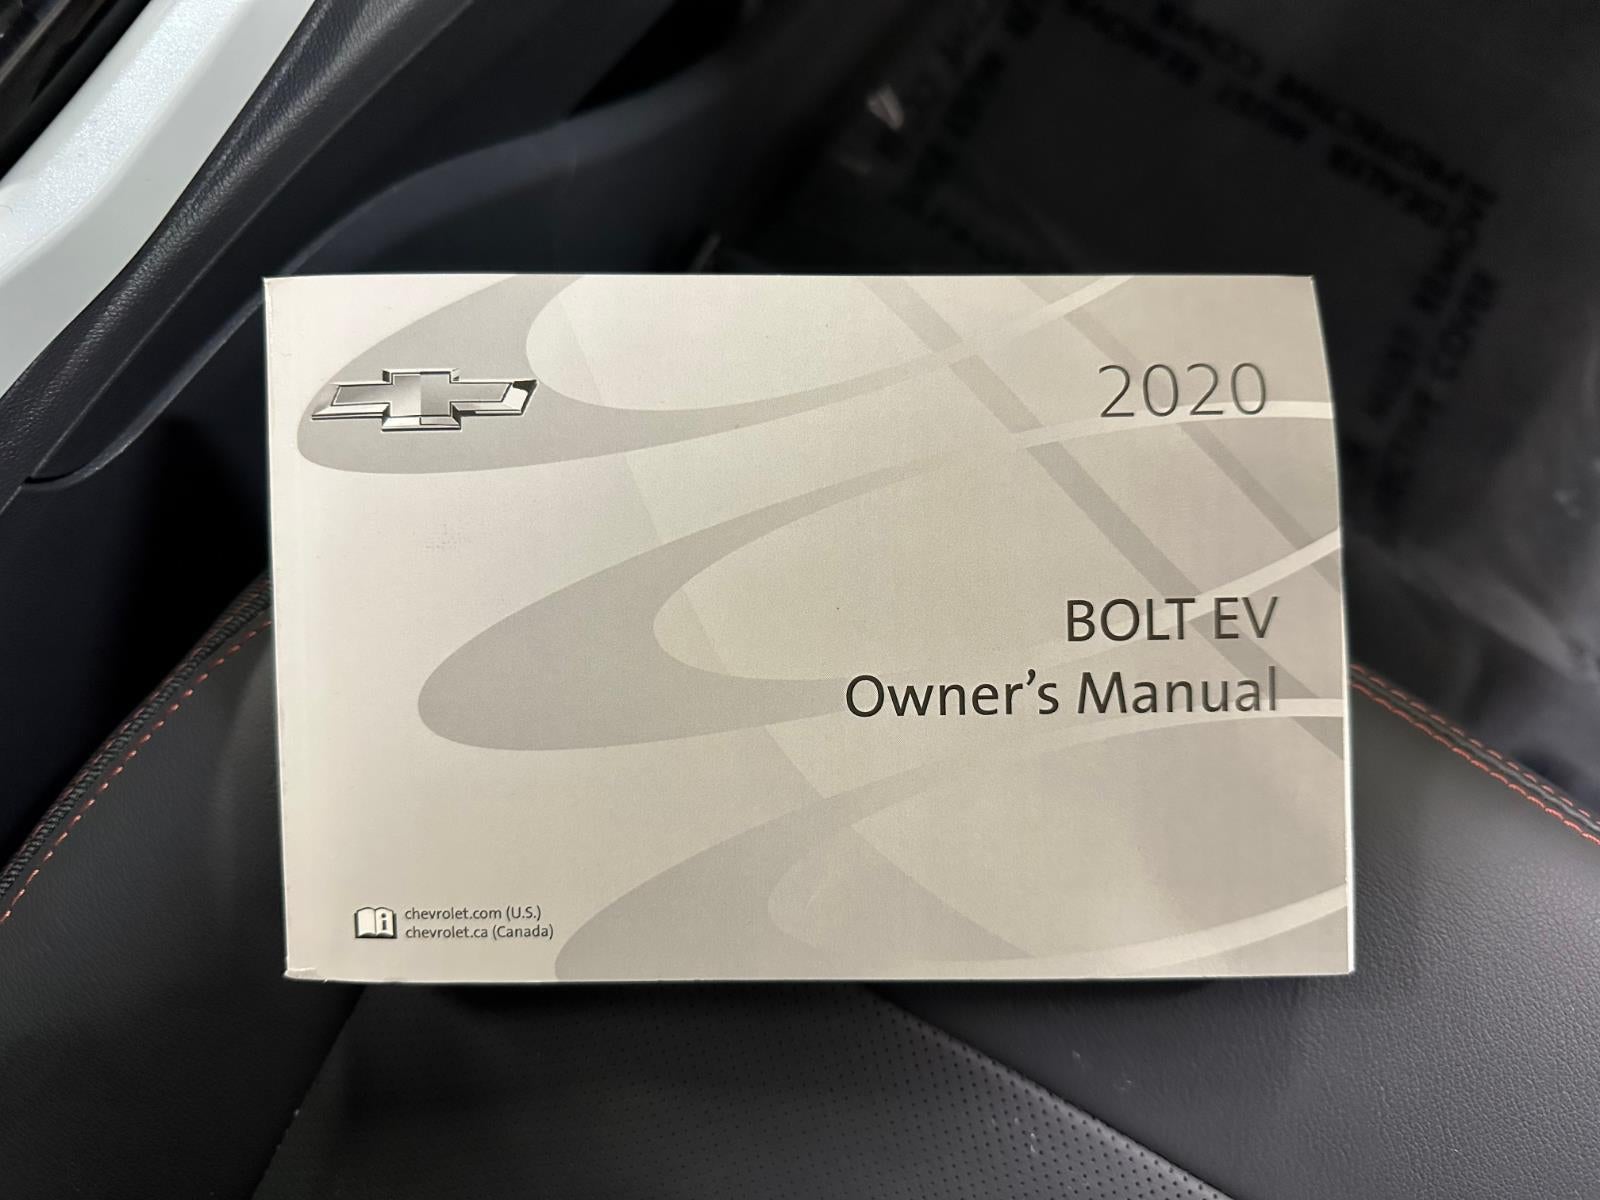 2020
BOLT EV
Owner's Manual
chevrolet.com (U.S.)
chevrolet.ca (Canada)